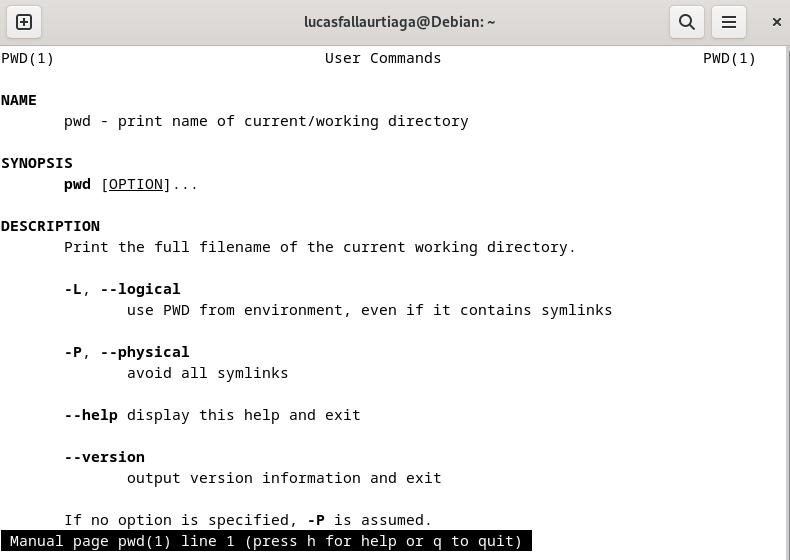 lucasfallaurtiaga@Debian: ~
PWD(1) User Commands PWD(1)
NAME
pwd - print name of current/working directory
SYNOPSIS
pwd [OPTION]...
DESCRIPTION
Print the full filename of the current working directory.
-L, --logical
use PWD from environment, even if it contains symlinks
-P, --physical
avoid all symlinks
--help display this help and exit
--version
output version information and exit
If no option is specified, -P is assumed.
Manual page pwd(1) line 1 (press h for help or q to quit)